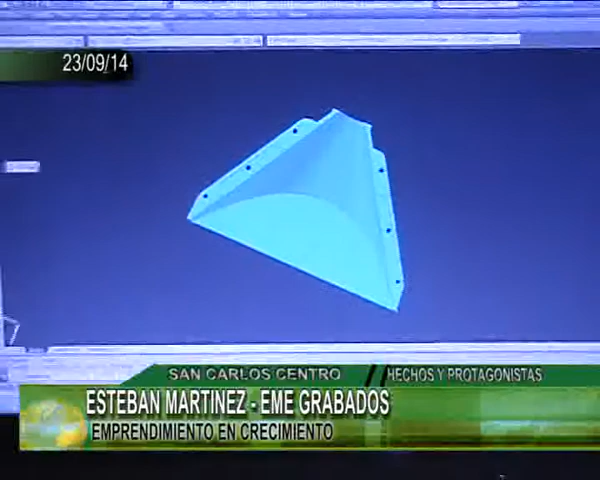 23/09/14
SAN CARLOS CENTRO
HECHOS Y PROTAGONISTAS
ESTEBAN MARTINEZ - EME GRABADOS
EMPRENDIMIENTO EN CRECIMIENTO